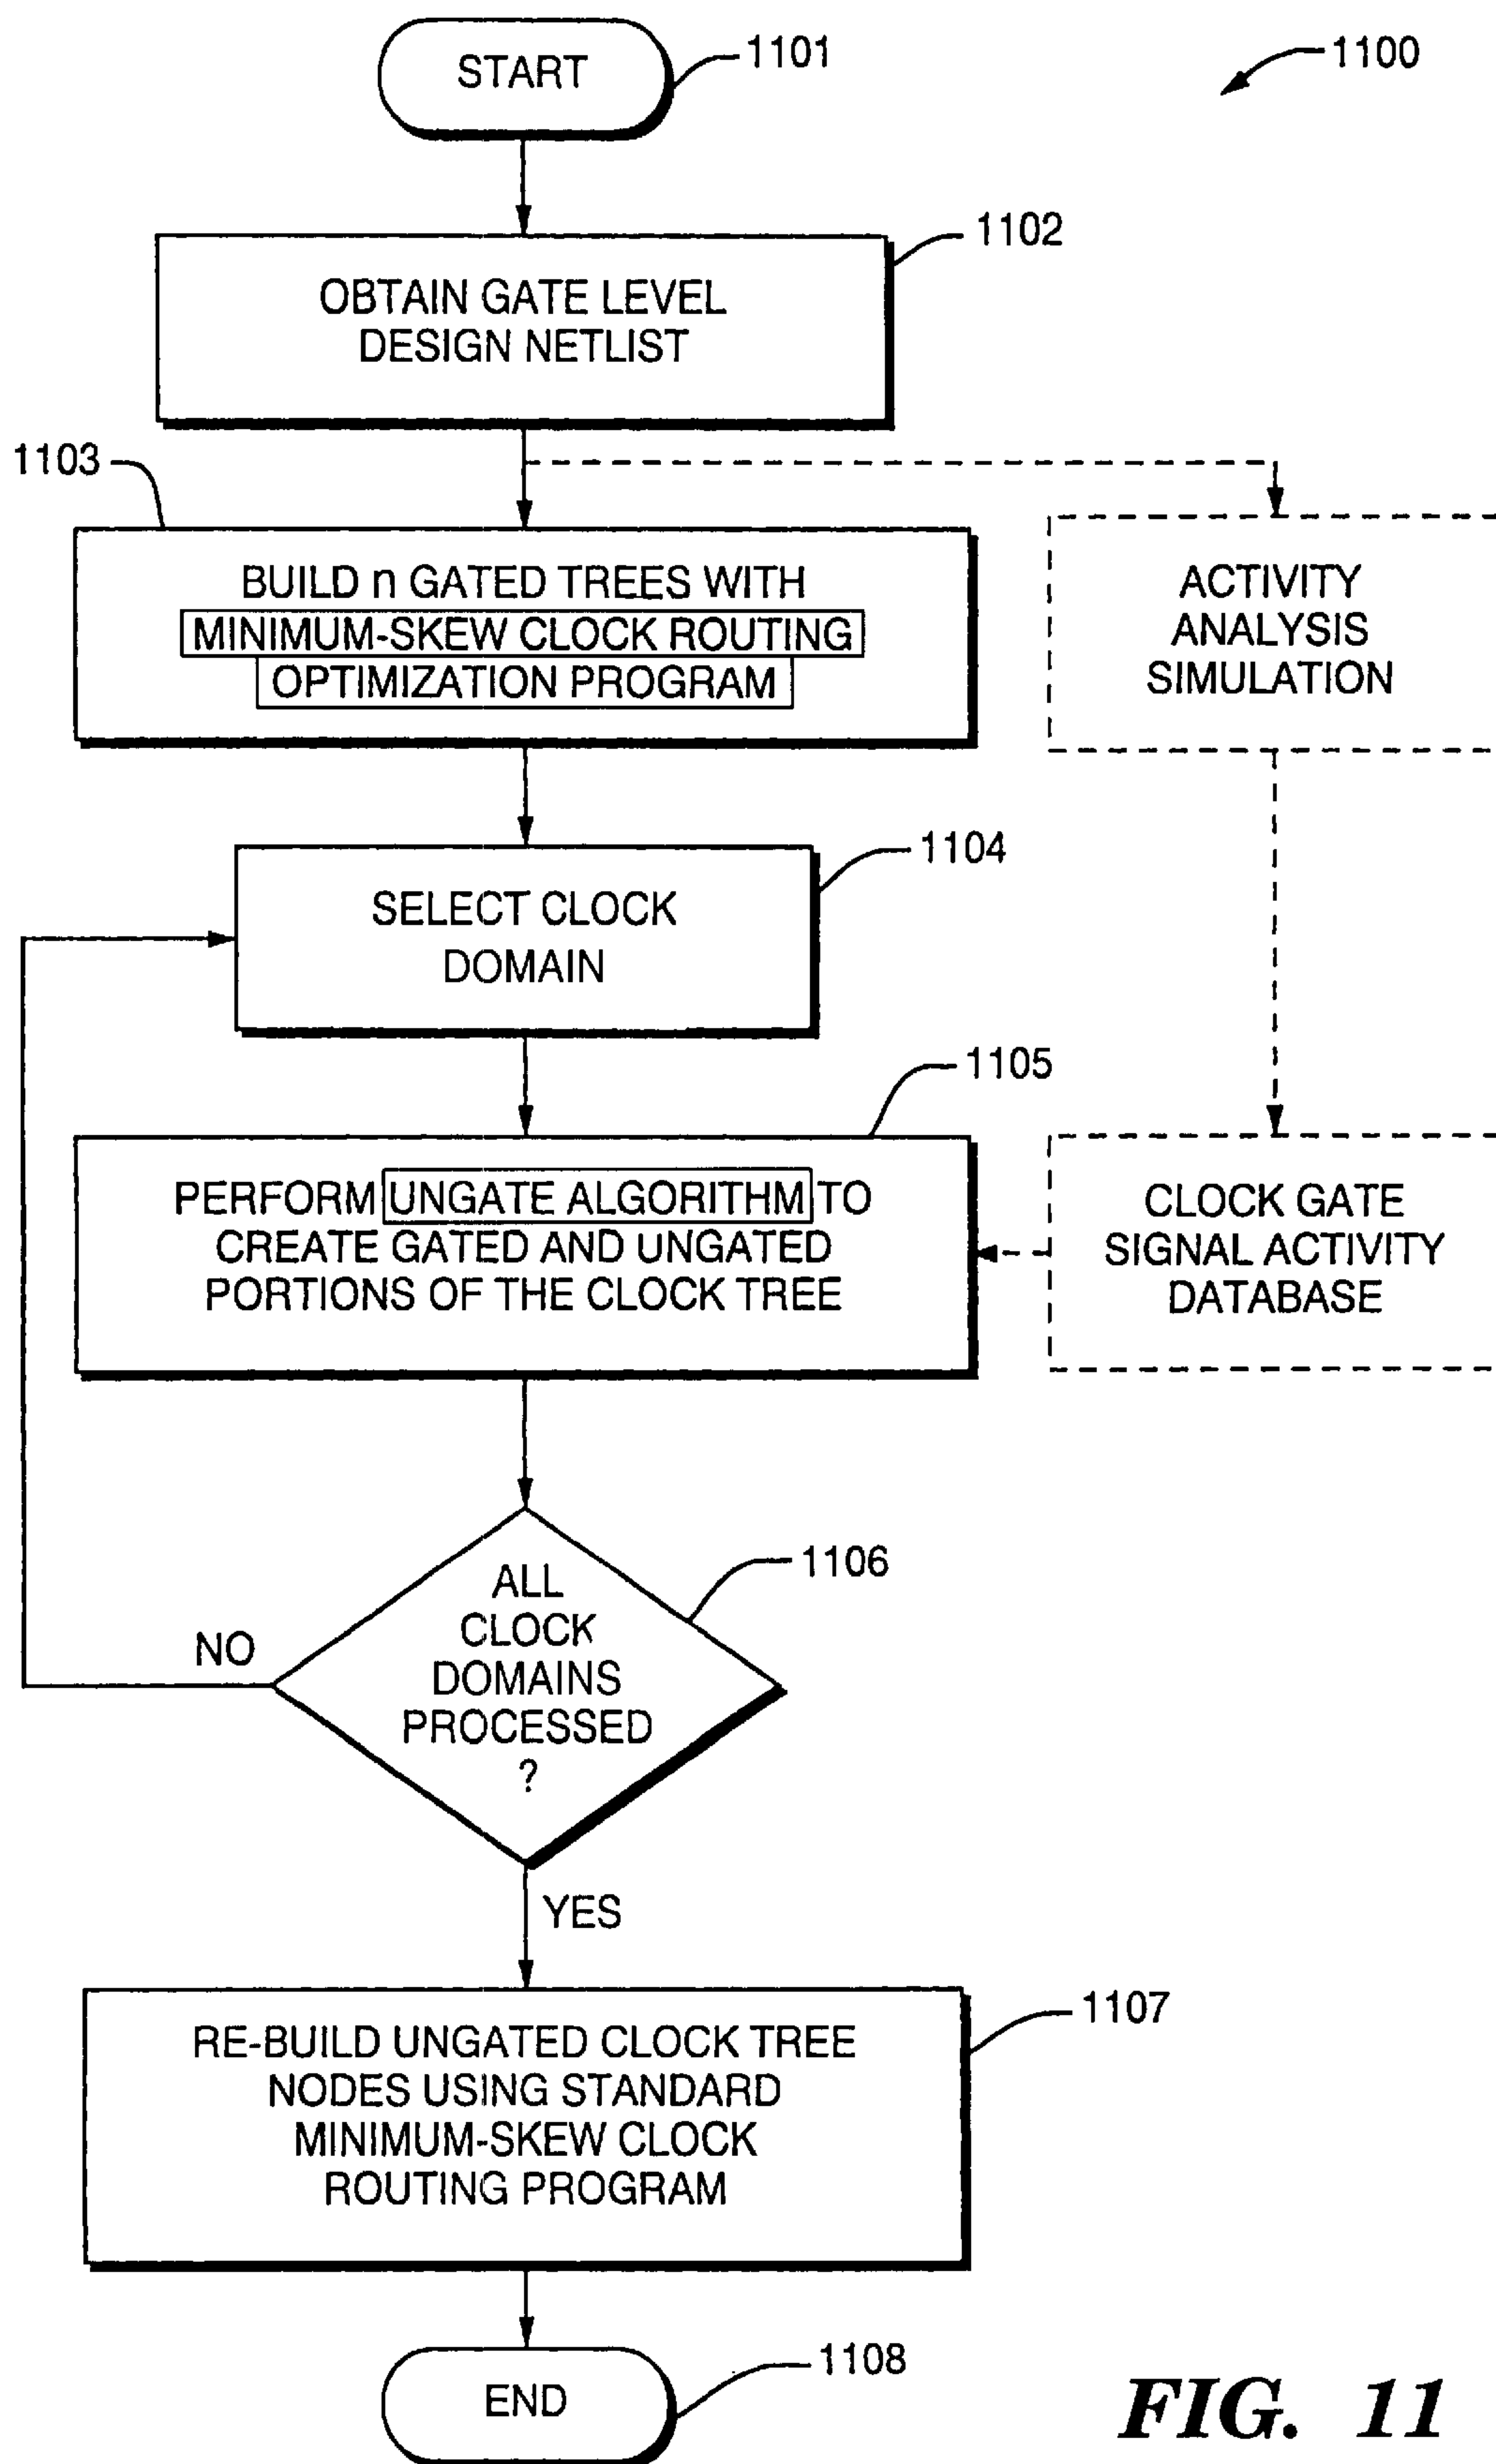 START
1101
1100
1102
OBTAIN GATE LEVEL
DESIGN NETLIST
1103
BUILD n GATED TREES WITH
MINIMUM-SKEW CLOCK ROUTING
OPTIMIZATION PROGRAM
ACTIVITY
ANALYSIS
SIMULATION
1104
SELECT CLOCK
DOMAIN
1105
PERFORM UNGATE ALGORITHM TO
CREATE GATED AND UNGATED
PORTIONS OF THE CLOCK TREE
CLOCK GATE
SIGNAL ACTIVITY
DATABASE
1106
ALL
CLOCK
DOMAINS
PROCESSED
?
NO
YES
1107
RE-BUILD UNGATED CLOCK TREE
NODES USING STANDARD
MINIMUM-SKEW CLOCK
ROUTING PROGRAM
1108
END
FIG. 11